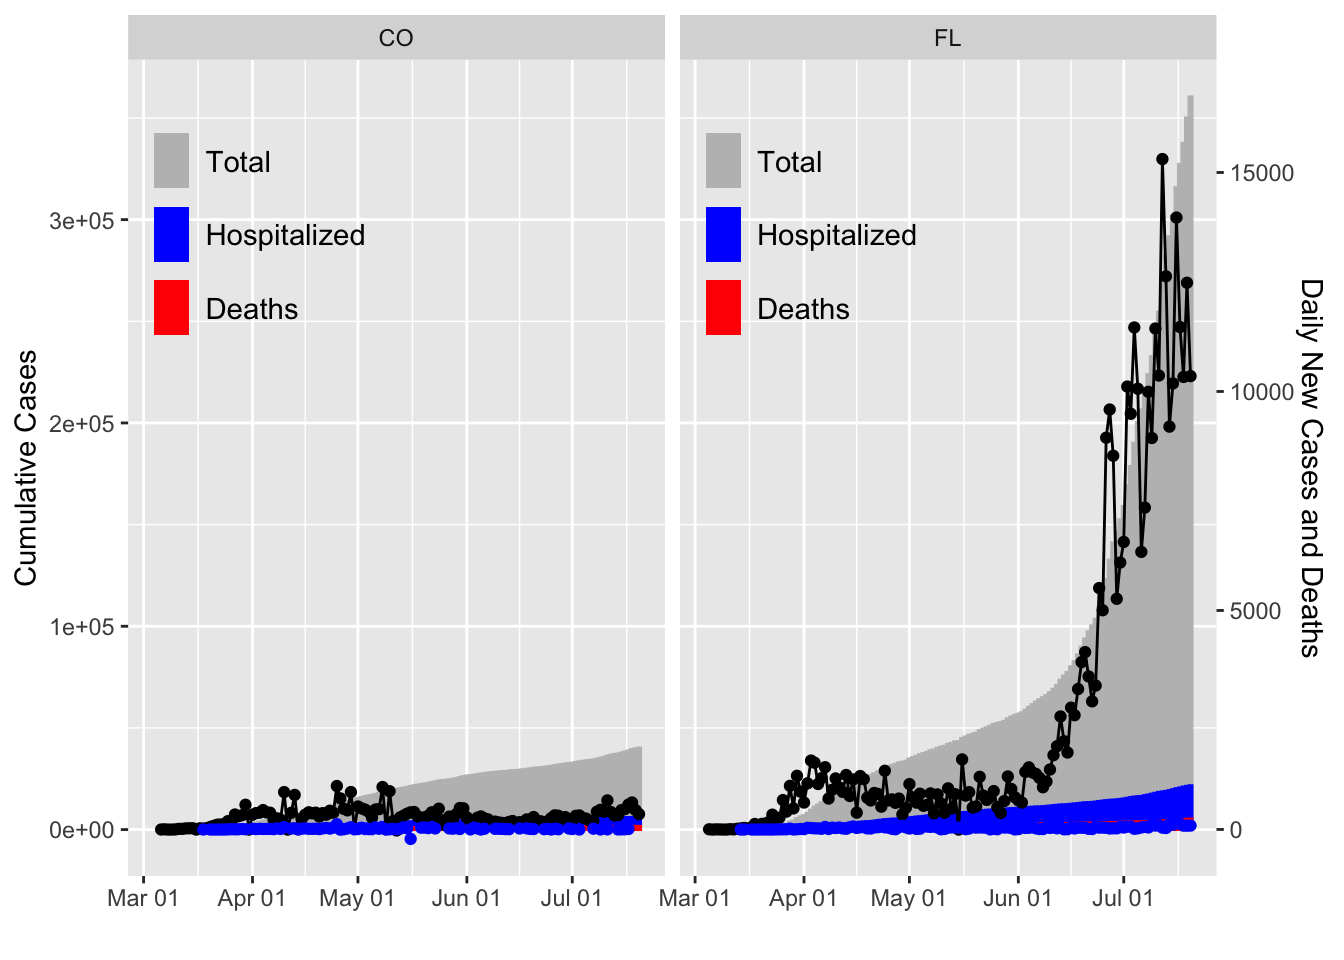 CO
FL
Total
Hospitalized
Deaths
Total
Hospitalized
Deaths
Cumulative Cases
3e+05
2e+05
1e+05
0e+00
15000
10000
5000
0
Daily New Cases and Deaths
Mar 01 Apr 01 May 01 Jun 01 Jul 01
Mar 01 Apr 01 May 01 Jun 01 Jul 01